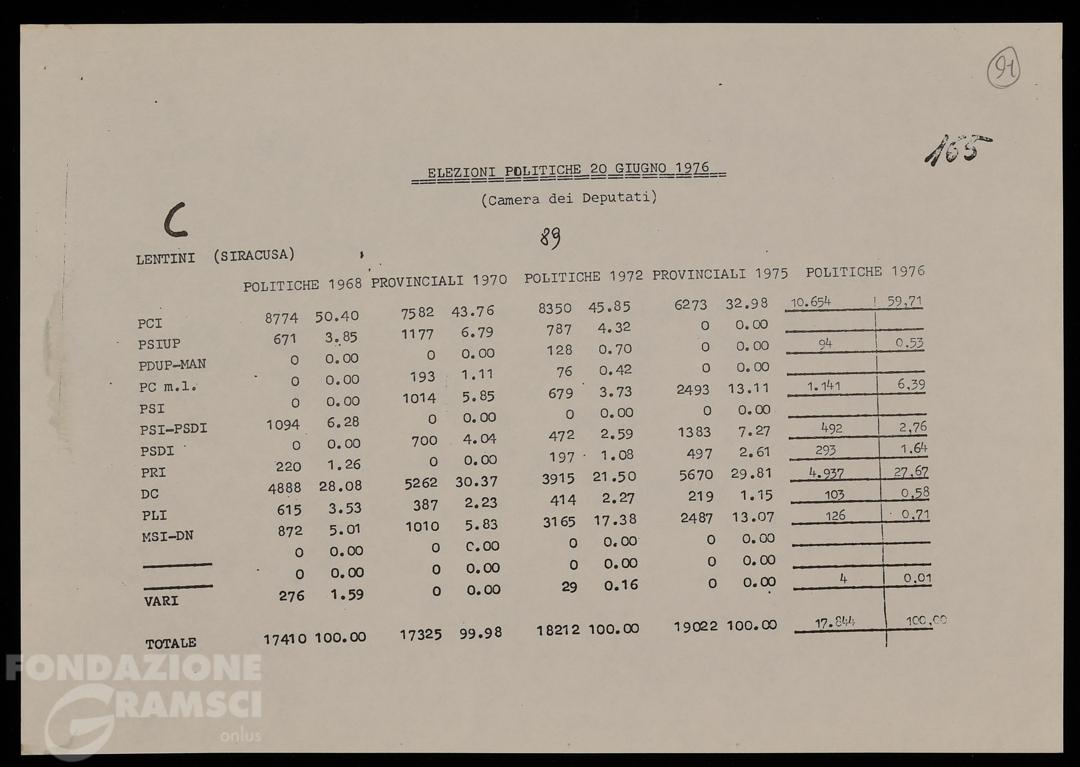 91
165
ELEZIONI POLITICHE 20 GIUGNO 1976
(Camera dei Deputati)
C
89
LENTINI (SIRACUSA)
POLITICHE 1968 PROVINCIALI 1970 POLITICHE 1972 PROVINCIALI 1975 POLITICHE 1976
PCI 8774 50.40 7582 43.76 8350 45.85 6273 32.98 10.654 59,71
PSIUP 671 3.85 1177 6.79 787 4.32 0 0.00
PDUP-MAN 0 0.00 0 0.00 128 0.70 0 0.00 94 0,53
PC m.l. 0 0.00 193 1.11 76 0.42 0 0.00
PSI 0 0.00 1014 5.85 679 3.73 2493 13.11 1.141 6,39
PSI-PSDI 1094 6.28 0 0.00 0 0.00 0 0.00
PSDI 0 0.00 700 4.04 472 2.59 1383 7.27 492 2,76
PRI 220 1.26 0 0.00 197 1.08 497 2.61 293 1.64
DC 4888 28.08 5262 30.37 3915 21.50 5670 29.81 4.937 27,67
PLI 615 3.53 387 2.23 414 2.27 219 1.15 103 0,58
MSI-DN 872 5.01 1010 5.83 3165 17.38 2487 13.07 126 0,71
0 0.00 0 0.00 0 0.00 0 0.00
0 0.00 0 0.00 0 0.00 0 0.00
VARI 276 1.59 0 0.00 29 0.16 0 0.00 4 0.01
TOTALE 17410 100.00 17325 99.98 18212 100.00 19022 100.00 17.844 100,00
FONDAZIONE
GRAMSCI
onlus